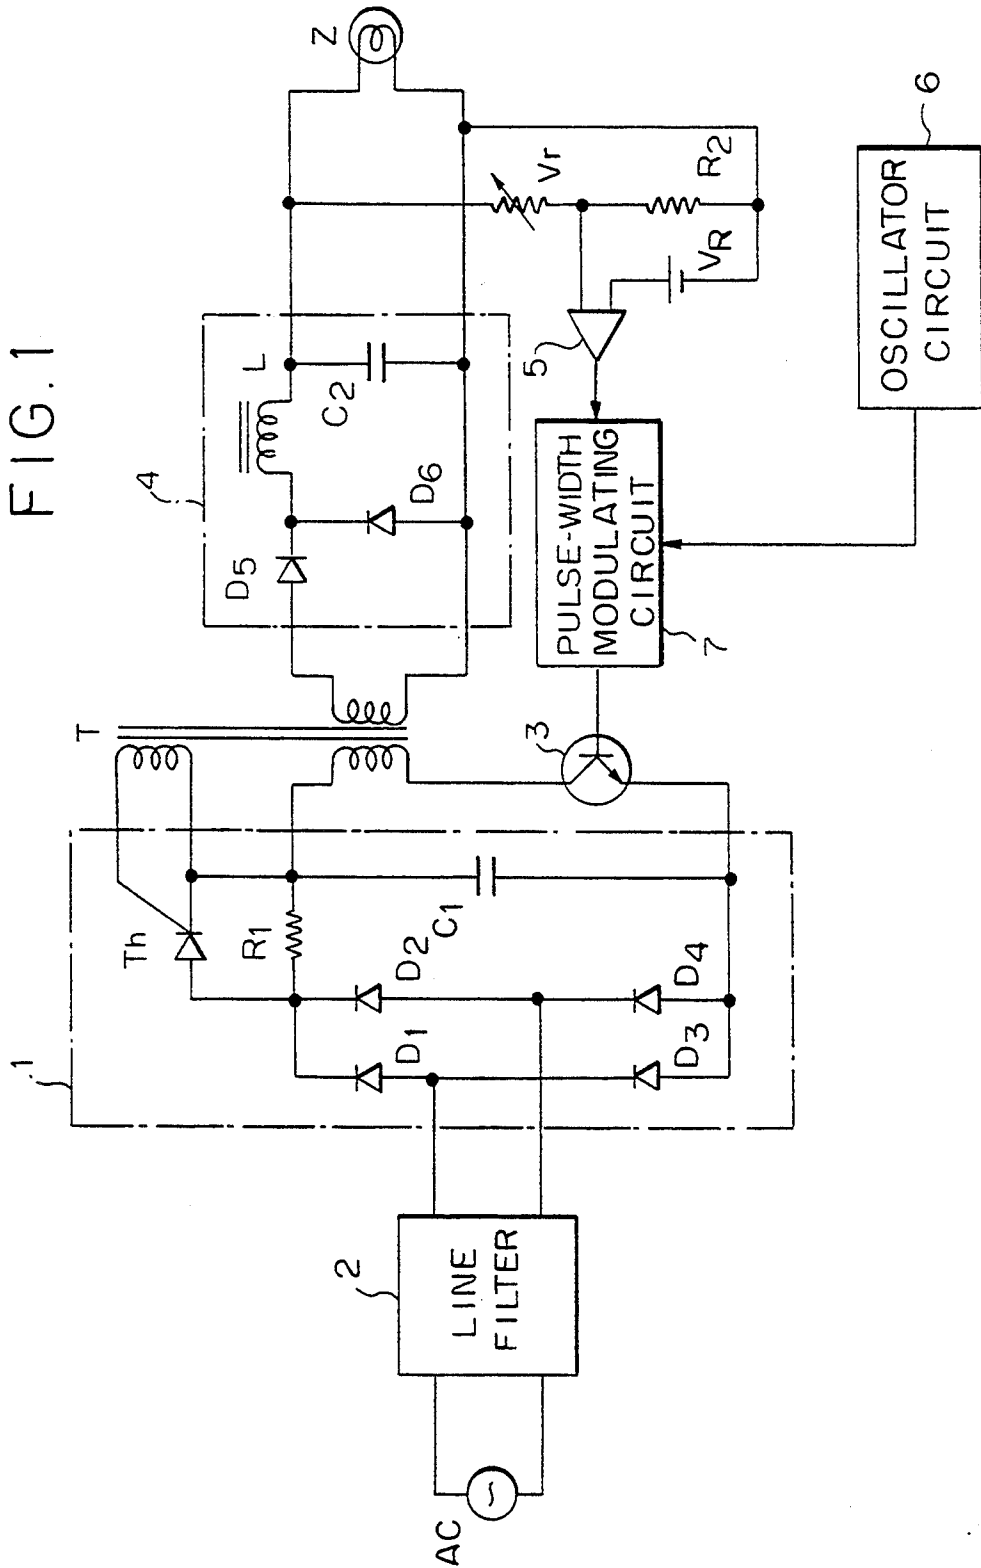 FIG. 1
AC
2
LINE
FILTER
1
Th
R1
D1
D2
D3
D4
C1
T
3
4
D5
D6
L
C2
Z
Vr
R2
VR
5
PULSE-WIDTH
MODULATING
CIRCUIT
7
OSCILLATOR
CIRCUIT
6